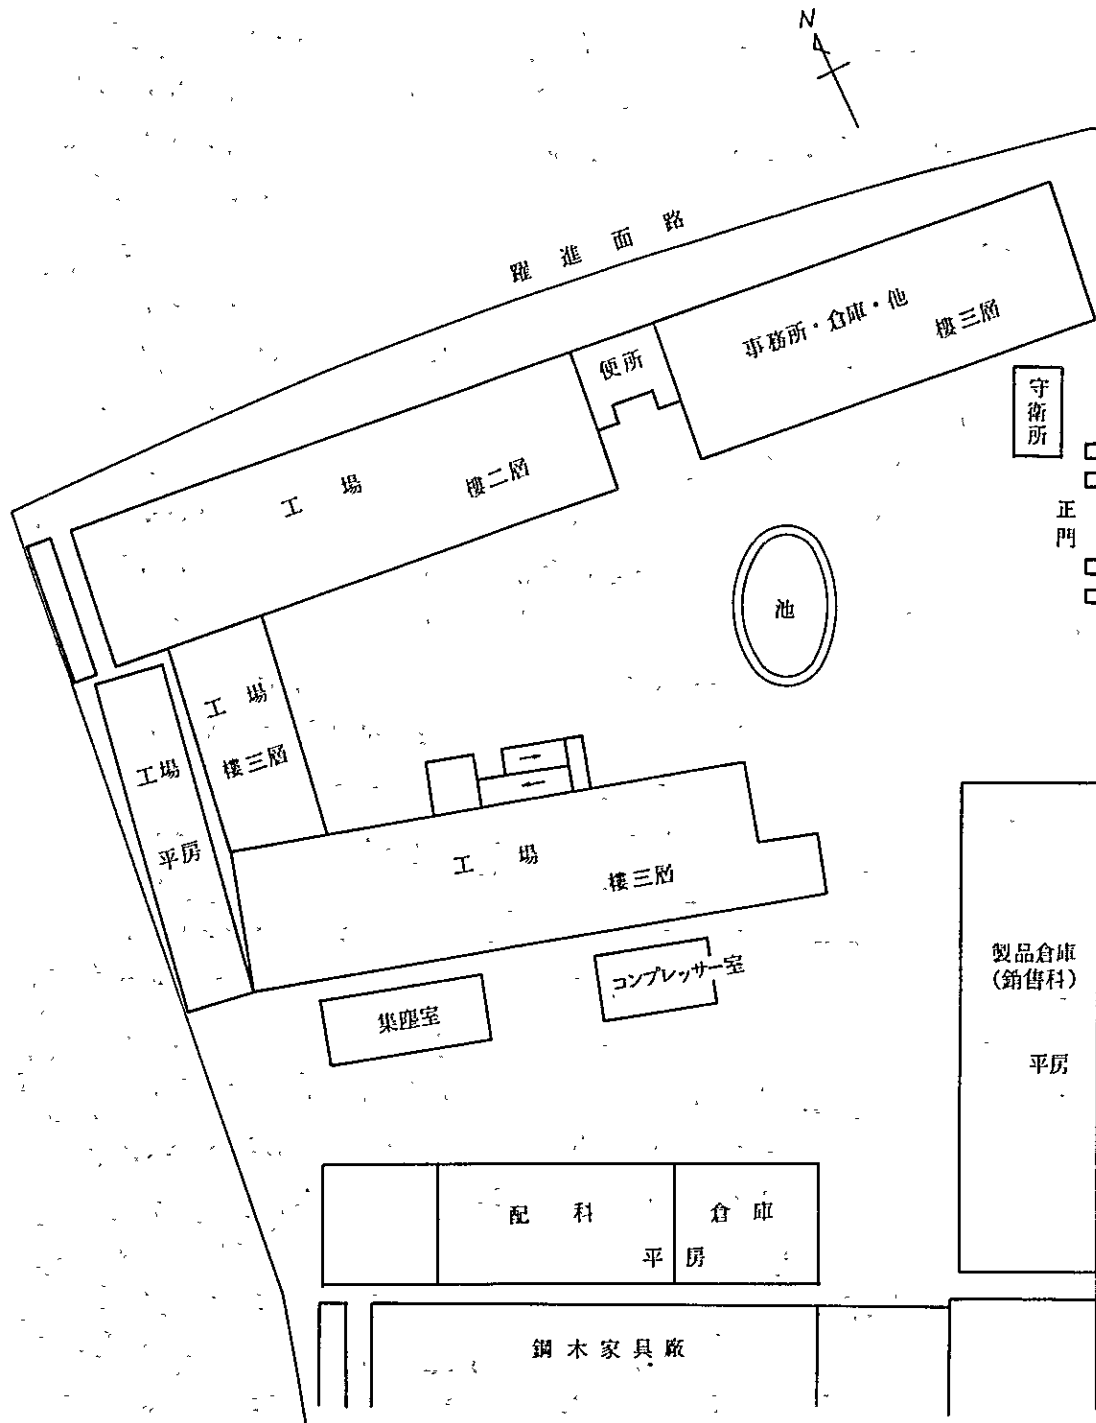 N
躍進面路
事務所・倉庫・他
樓三層
便所
守衛所
工場
樓二層
正門
池
工場
樓三層
工場
平房
工場
樓三層
製品倉庫
(銷售科)
平房
コンプレッサー室
集塵室
配科
倉庫
平房
鋼木家具廠